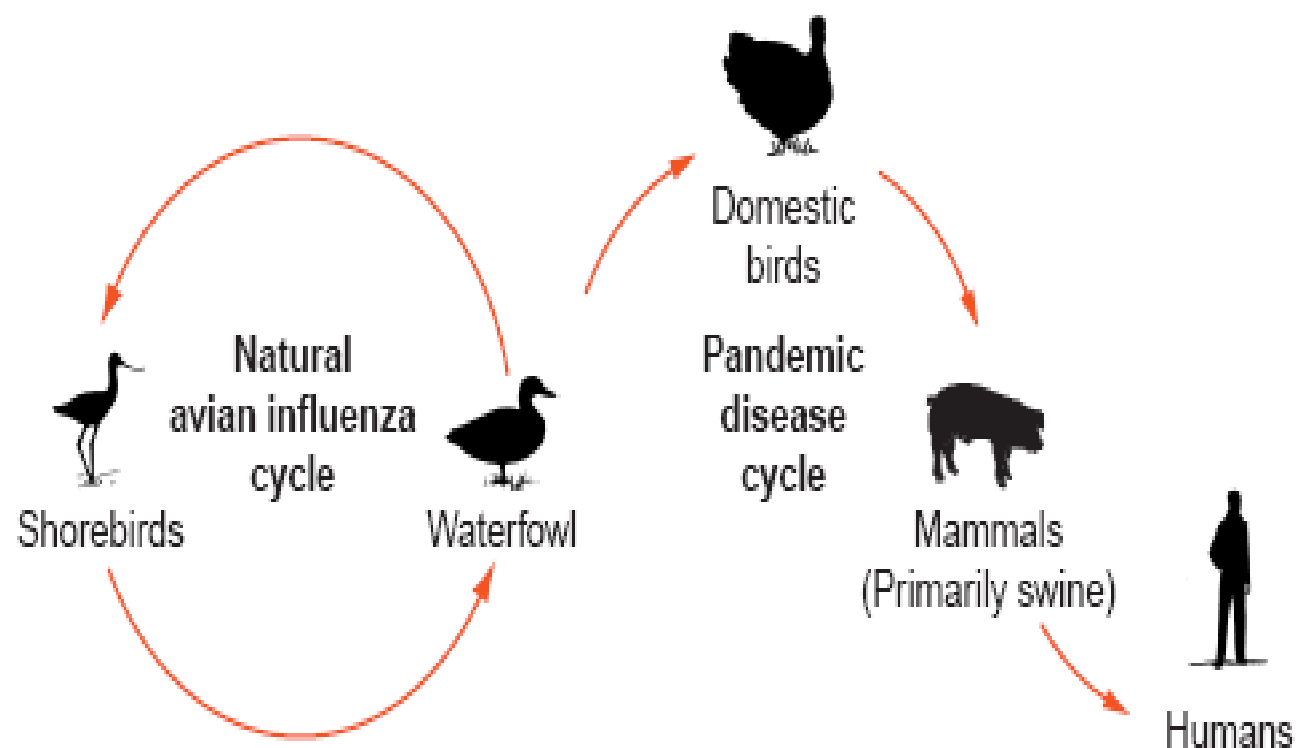 Domestic
birds
Natural
avian influenza
cycle
Pandemic
disease
cycle
Shorebirds
Waterfowl
Mammals
(Primarily swine)
Humans